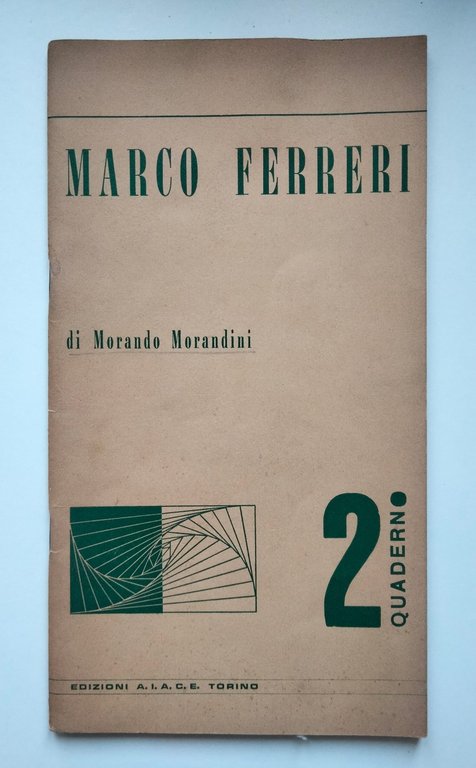 MARCO FERRERI
di Morando Morandini
2 QUADERNO
EDIZIONI A.I.A.C.E. TORINO